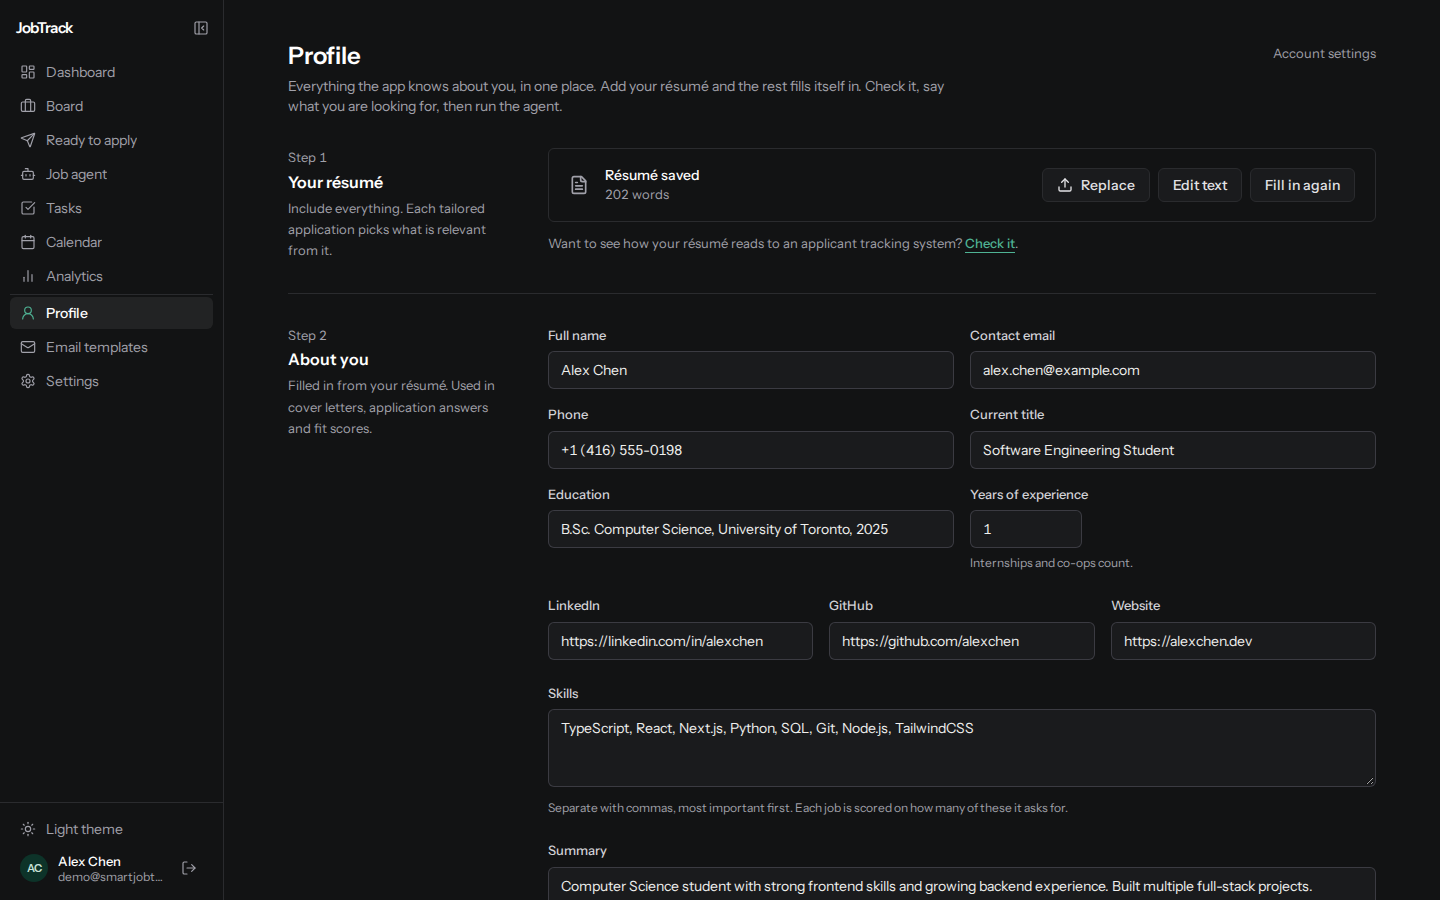 JobTrack
Dashboard
Board
Ready to apply
Job agent
Tasks
Calendar
Analytics
Profile
Email templates
Settings
Light theme
AC
Alex Chen
demo@smartjobt...
Profile
Account settings
Everything the app knows about you, in one place. Add your résumé and the rest fills itself in. Check it, say
what you are looking for, then run the agent.
Step 1
Your résumé
Include everything. Each tailored
application picks what is relevant
from it.
Résumé saved
202 words
Replace
Edit text
Fill in again
Want to see how your résumé reads to an applicant tracking system? Check it.
Step 2
About you
Filled in from your résumé. Used in
cover letters, application answers
and fit scores.
Full name
Alex Chen
Contact email
alex.chen@example.com
Phone
+1 (416) 555-0198
Current title
Software Engineering Student
Education
B.Sc. Computer Science, University of Toronto, 2025
Years of experience
1
Internships and co-ops count.
LinkedIn
https://linkedin.com/in/alexchen
GitHub
https://github.com/alexchen
Website
https://alexchen.dev
Skills
TypeScript, React, Next.js, Python, SQL, Git, Node.js, TailwindCSS
Separate with commas, most important first. Each job is scored on how many of these it asks for.
Summary
Computer Science student with strong frontend skills and growing backend experience. Built multiple full-stack projects.